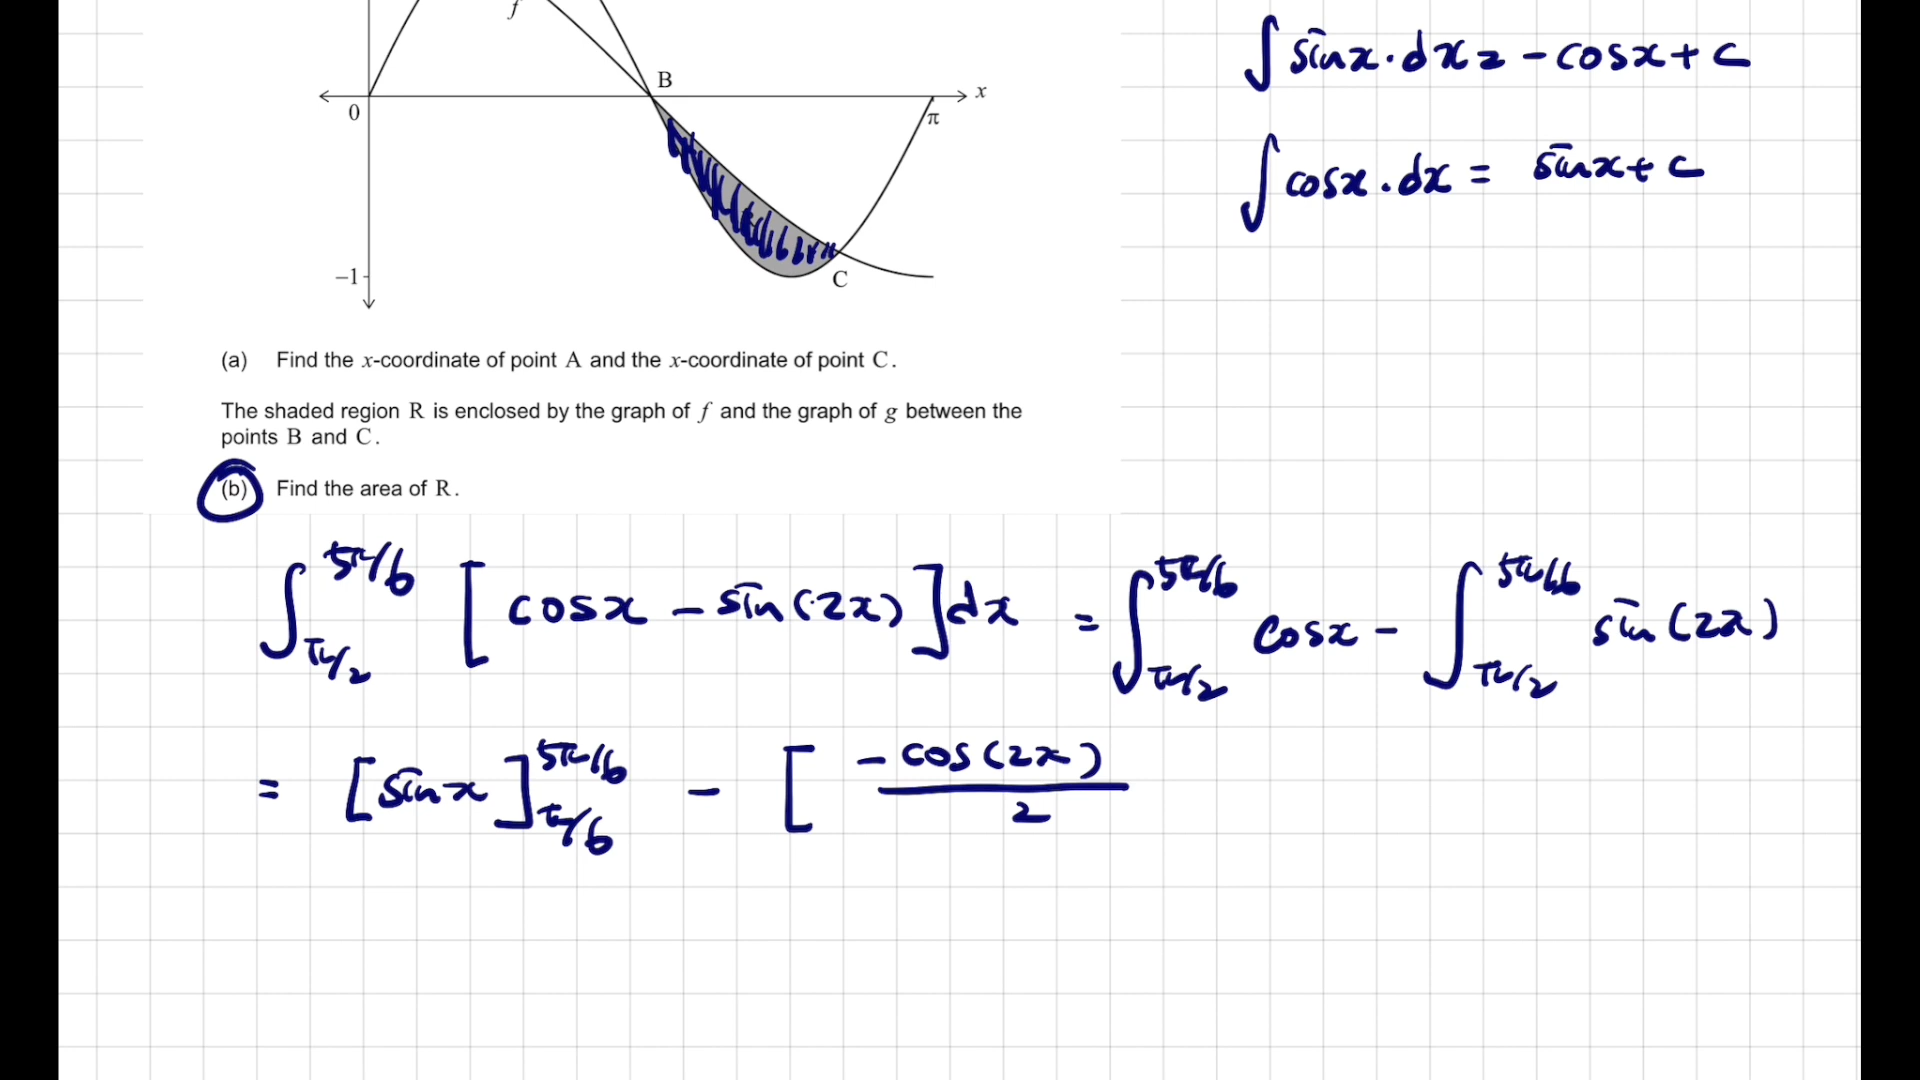 f
∫ sinx.dx = -cosx + c
B
x
0
π
∫ cosx.dx = sinx + c
-1
C
(a) Find the x-coordinate of point A and the x-coordinate of point C.
The shaded region R is enclosed by the graph of f and the graph of g between the
points B and C.
(b) Find the area of R.
∫_{π/2}^{5π/6} [cosx - sin(2x)]dx = ∫_{π/2}^{5π/6} cosx - ∫_{π/2}^{5π/6} sin(2x)
= [sinx]_{π/6}^{5π/6} - [ -cos(2x)/2